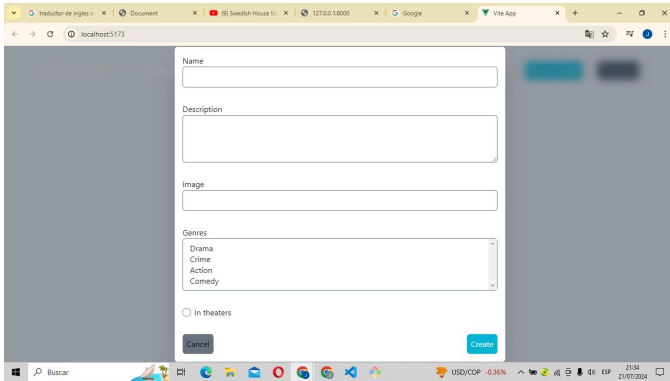 traductor de ingles a
Document
(9) Swedish House M
127.0.0.1:8000
Google
Vite App
localhost:5173
Name
Description
Image
Genres
Drama
Crime
Action
Comedy
In theaters
Cancel
Create
Buscar
USD/COP -0.36%
ESP
21:34
21/07/2024